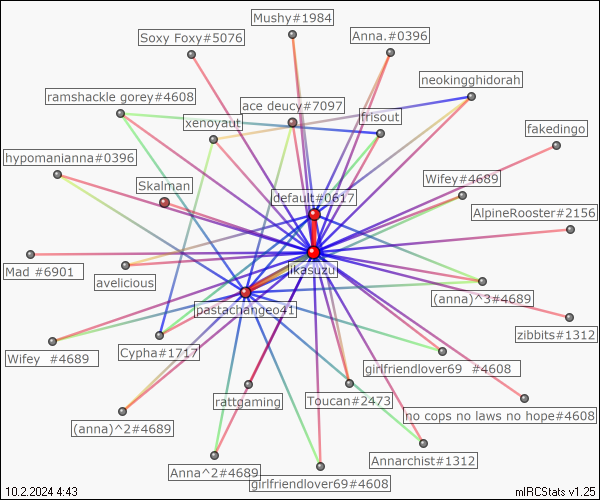 Mushy#1984
Soxy Foxy#5076
Anna.#0396
neokingghidorah
ramshackle gorey#4608
ace deucy#7097
frisout
xenoyaut
fakedingo
hypomanianna#0396
Skalman
Wifey#4689
default#0617
AlpineRooster#2156
Mad #6901
avelicious
ikasuzu
(anna)^3#4689
pastachangeo41
zibbits#1312
Wifey  #4689
Cypha#1717
girlfriendlover69  #4608
rattgaming
Toucan#2473
no cops no laws no hope#4608
(anna)^2#4689
Annarchist#1312
Anna^2#4689
girlfriendlover69#4608
10.2.2024 4:43
mIRCStats v1.25